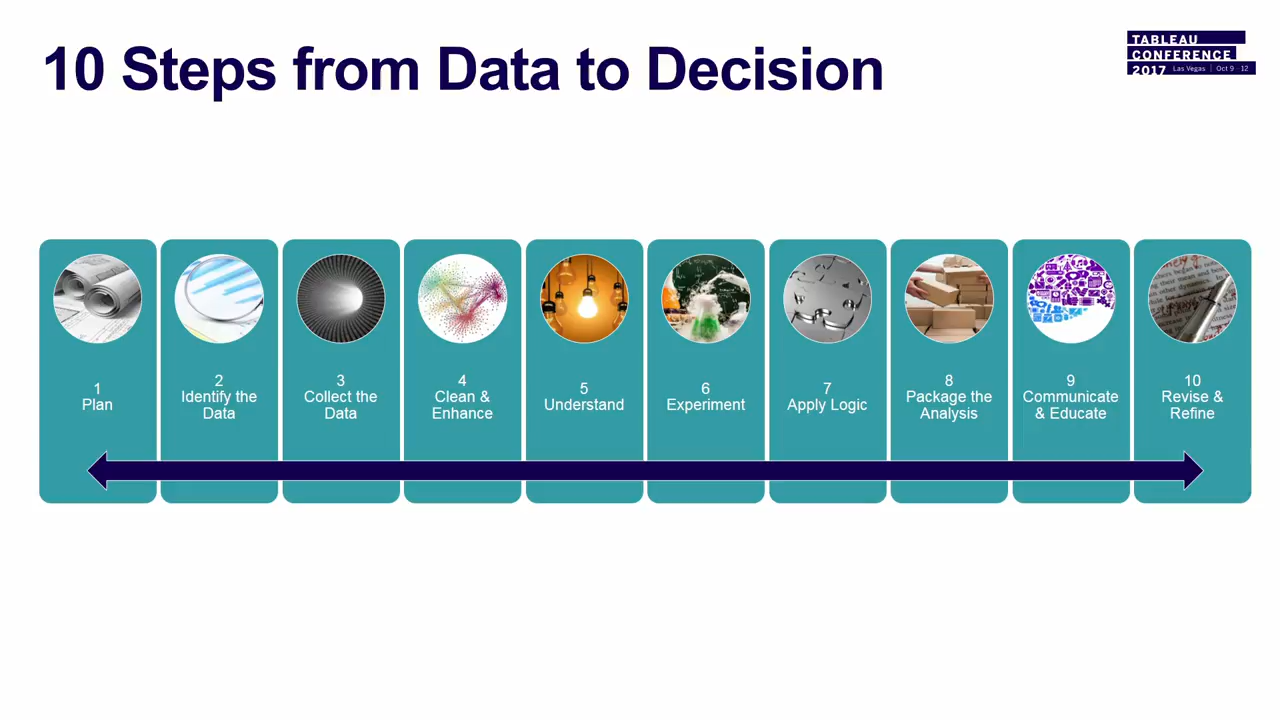 10 Steps from Data to Decision
TABLEAU
CONFERENCE
2017 Las Vegas | Oct 9 - 12
1
Plan
2
Identify the
Data
3
Collect the
Data
4
Clean &
Enhance
5
Understand
6
Experiment
7
Apply Logic
8
Package the
Analysis
9
Communicate
& Educate
10
Revise &
Refine